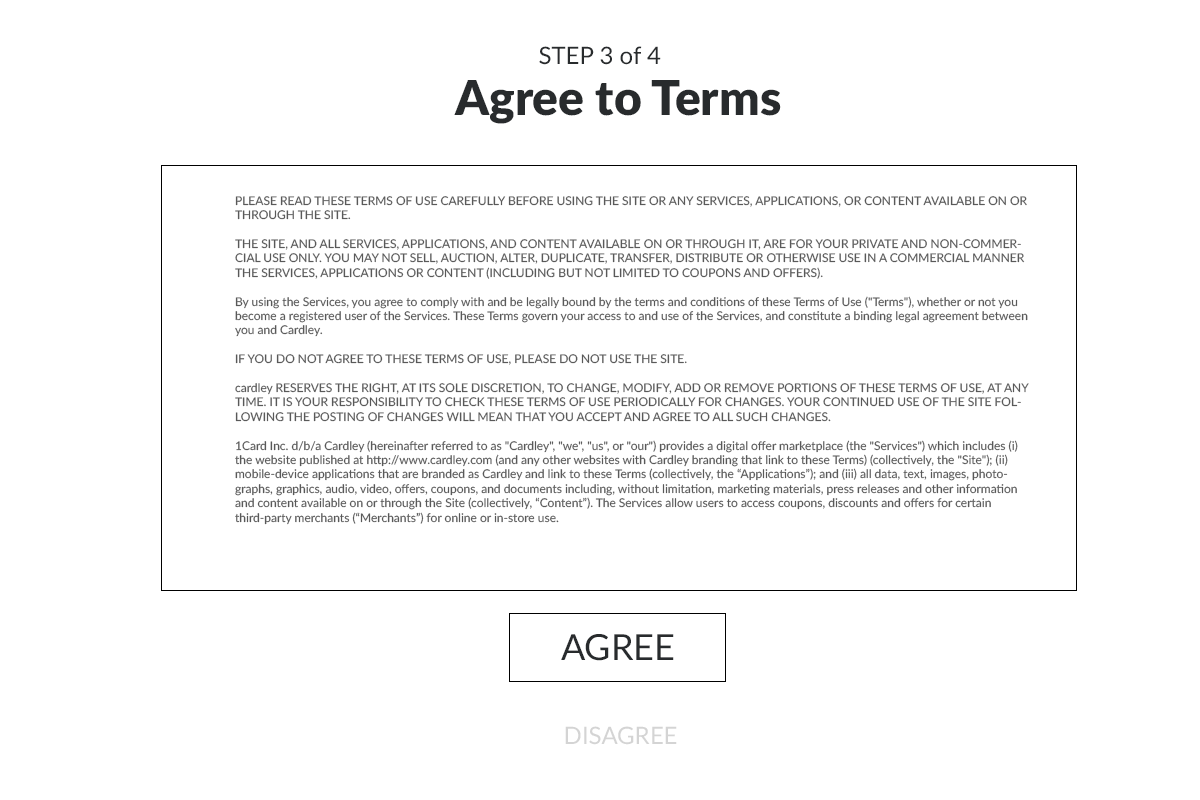 STEP 3 of 4
Agree to Terms
PLEASE READ THESE TERMS OF USE CAREFULLY BEFORE USING THE SITE OR ANY SERVICES, APPLICATIONS, OR CONTENT AVAILABLE ON OR
THROUGH THE SITE.
THE SITE, AND ALL SERVICES, APPLICATIONS, AND CONTENT AVAILABLE ON OR THROUGH IT, ARE FOR YOUR PRIVATE AND NON-COMMER-
CIAL USE ONLY. YOU MAY NOT SELL, AUCTION, ALTER, DUPLICATE, TRANSFER, DISTRIBUTE OR OTHERWISE USE IN A COMMERCIAL MANNER
THE SERVICES, APPLICATIONS OR CONTENT (INCLUDING BUT NOT LIMITED TO COUPONS AND OFFERS).
By using the Services, you agree to comply with and be legally bound by the terms and conditions of these Terms of Use ("Terms"), whether or not you
become a registered user of the Services. These Terms govern your access to and use of the Services, and constitute a binding legal agreement between
you and Cardley.
IF YOU DO NOT AGREE TO THESE TERMS OF USE, PLEASE DO NOT USE THE SITE.
cardley RESERVES THE RIGHT, AT ITS SOLE DISCRETION, TO CHANGE, MODIFY, ADD OR REMOVE PORTIONS OF THESE TERMS OF USE, AT ANY
TIME. IT IS YOUR RESPONSIBILITY TO CHECK THESE TERMS OF USE PERIODICALLY FOR CHANGES. YOUR CONTINUED USE OF THE SITE FOL-
LOWING THE POSTING OF CHANGES WILL MEAN THAT YOU ACCEPT AND AGREE TO ALL SUCH CHANGES.
1Card Inc. d/b/a Cardley (hereinafter referred to as "Cardley", "we", "us", or "our") provides a digital offer marketplace (the "Services") which includes (i)
the website published at http://www.cardley.com (and any other websites with Cardley branding that link to these Terms) (collectively, the "Site"); (ii)
mobile-device applications that are branded as Cardley and link to these Terms (collectively, the “Applications”); and (iii) all data, text, images, photo-
graphs, graphics, audio, video, offers, coupons, and documents including, without limitation, marketing materials, press releases and other information
and content available on or through the Site (collectively, “Content”). The Services allow users to access coupons, discounts and offers for certain
third-party merchants (“Merchants”) for online or in-store use.
AGREE
DISAGREE